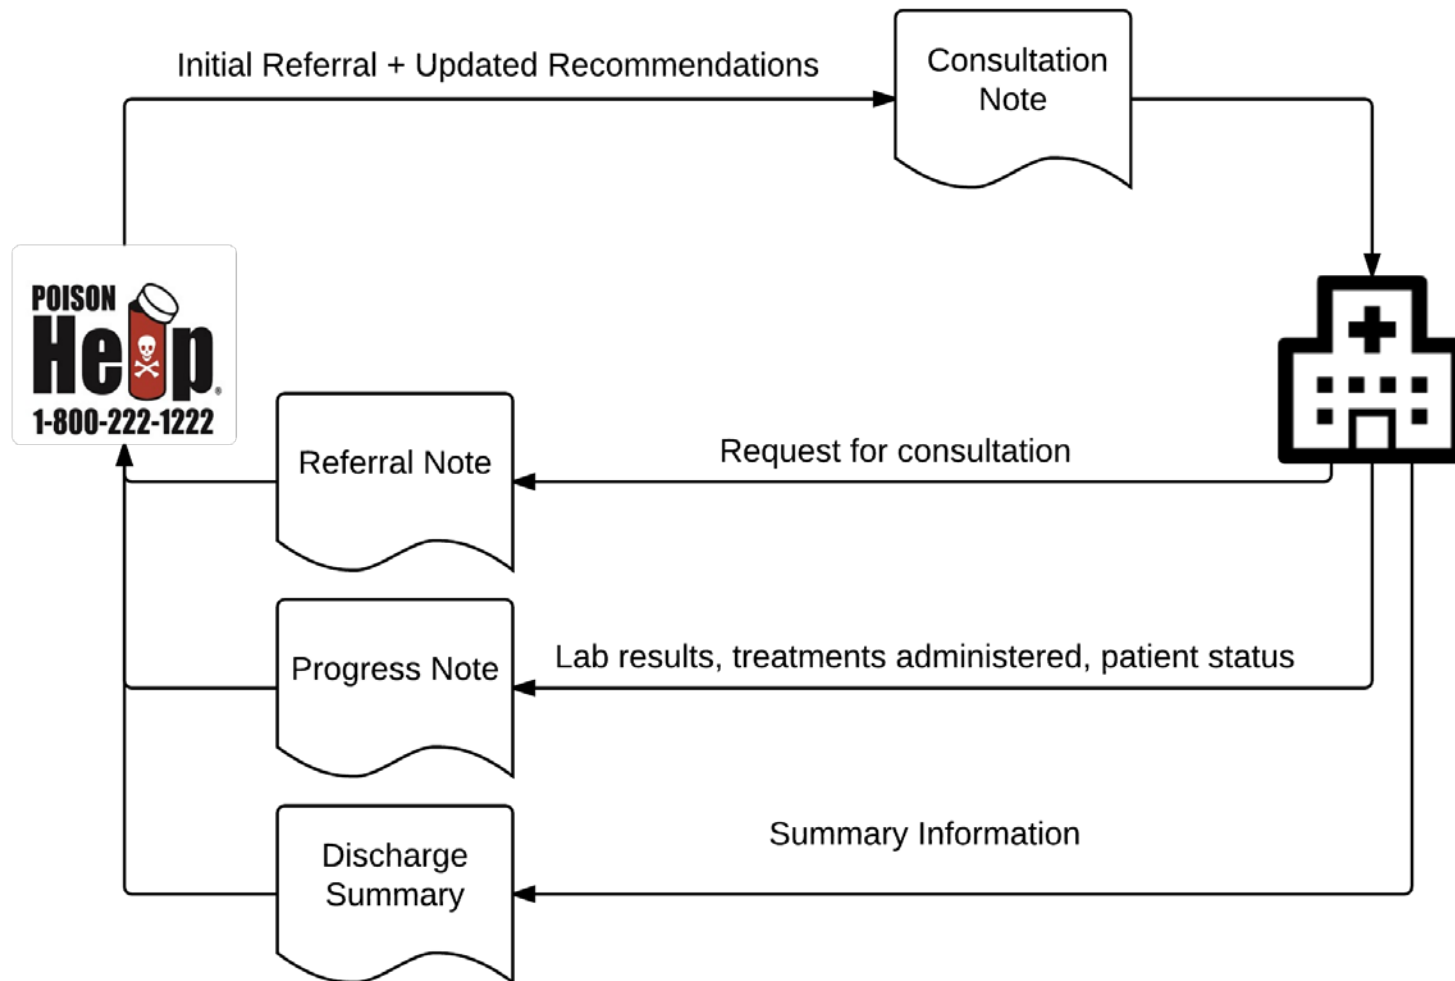 Initial Referral + Updated Recommendations
Consultation
Note
POISON
Help®
1-800-222-1222
Referral Note
Request for consultation
Progress Note
Lab results, treatments administered, patient status
Discharge
Summary
Summary Information